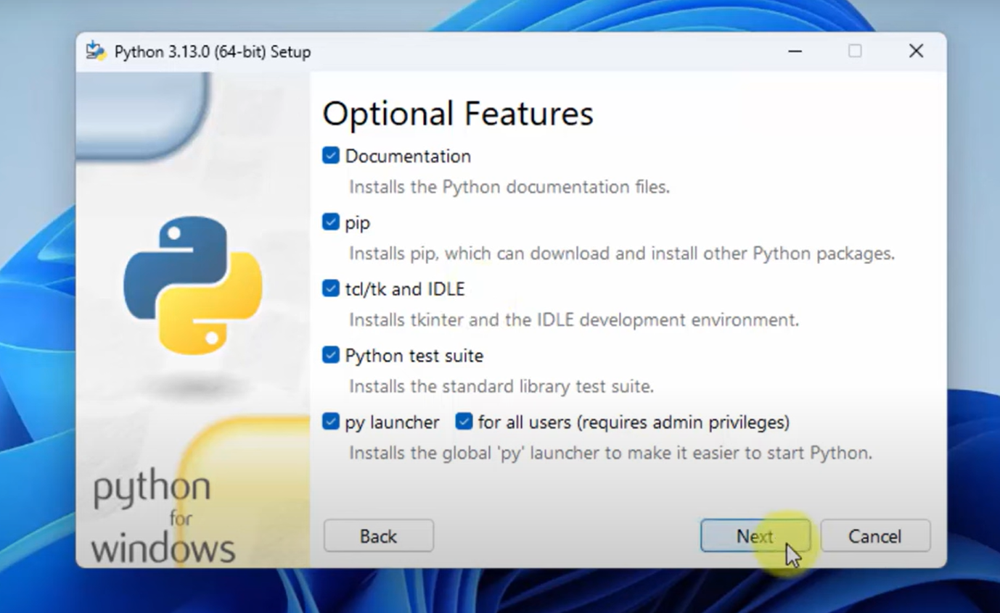 Python 3.13.0 (64-bit) Setup
Optional Features
Documentation
Installs the Python documentation files.
pip
Installs pip, which can download and install other Python packages.
tcl/tk and IDLE
Installs tkinter and the IDLE development environment.
Python test suite
Installs the standard library test suite.
py launcher for all users (requires admin privileges)
Installs the global 'py' launcher to make it easier to start Python.
python
for
windows
Back Next Cancel